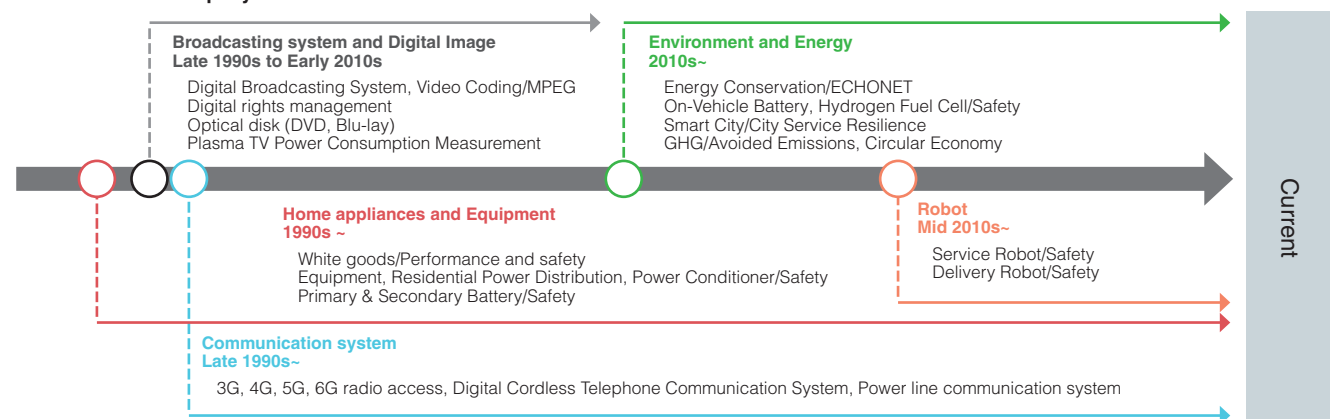 Broadcasting system and Digital Image
Late 1990s to Early 2010s
Digital Broadcasting System, Video Coding/MPEG
Digital rights management
Optical disk (DVD, Blu-lay)
Plasma TV Power Consumption Measurement
Environment and Energy
2010s~
Energy Conservation/ECHONET
On-Vehicle Battery, Hydrogen Fuel Cell/Safety
Smart City/City Service Resilience
GHG/Avoided Emissions, Circular Economy
Home appliances and Equipment
1990s ~
White goods/Performance and safety
Equipment, Residential Power Distribution, Power Conditioner/Safety
Primary & Secondary Battery/Safety
Robot
Mid 2010s~
Service Robot/Safety
Delivery Robot/Safety
Communication system
Late 1990s~
3G, 4G, 5G, 6G radio access, Digital Cordless Telephone Communication System, Power line communication system
Current